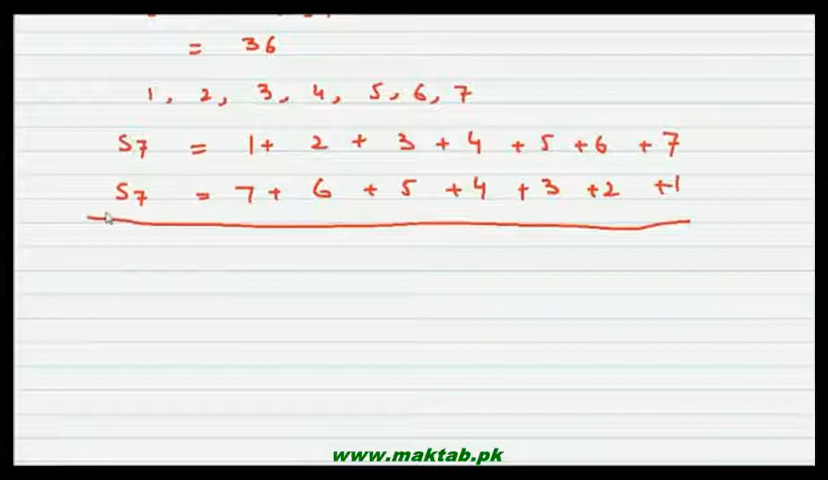 = 36
1, 2, 3, 4, 5, 6, 7
S7 = 1+ 2 + 3 + 4 + 5 + 6 + 7
S7 = 7+ 6 + 5 + 4 + 3 + 2 + 1
www.maktab.pk